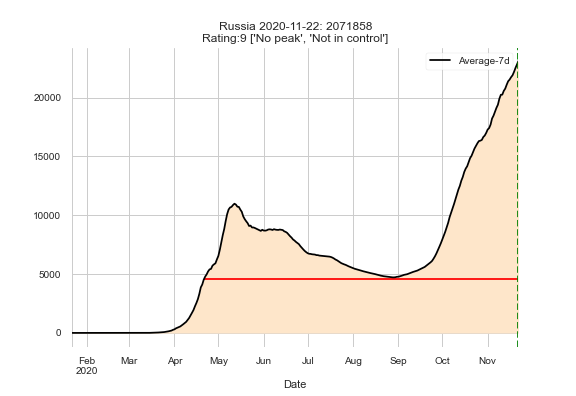 Russia 2020-11-22: 2071858
Rating:9 ['No peak', 'Not in control']
Average-7d
20000
15000
10000
5000
0
Feb Mar Apr May Jun Jul Aug Sep Oct Nov
2020
Date